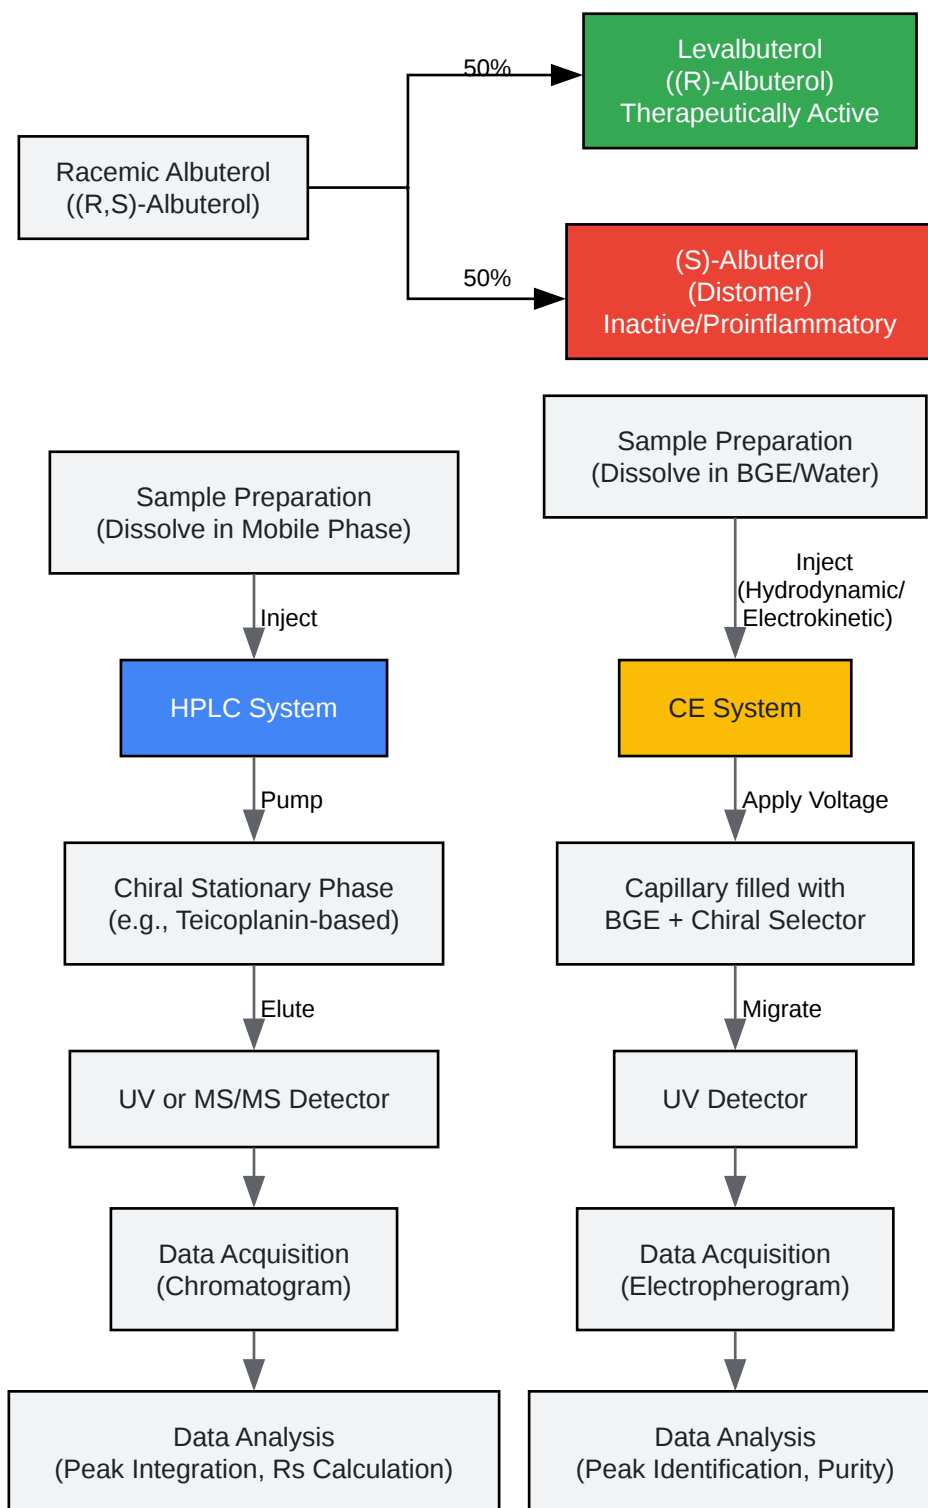 Racemic Albuterol
((R,S)-Albuterol)
50%
Levalbuterol
((R)-Albuterol)
Therapeutically Active
50%
(S)-Albuterol
(Distomer)
Inactive/Proinflammatory
Sample Preparation
(Dissolve in Mobile Phase)
Inject
HPLC System
Pump
Chiral Stationary Phase
(e.g., Teicoplanin-based)
Elute
UV or MS/MS Detector
Data Acquisition
(Chromatogram)
Data Analysis
(Peak Integration, Rs Calculation)
Sample Preparation
(Dissolve in BGE/Water)
Inject
(Hydrodynamic/
Electrokinetic)
CE System
Apply Voltage
Capillary filled with
BGE + Chiral Selector
Migrate
UV Detector
Data Acquisition
(Electropherogram)
Data Analysis
(Peak Identification, Purity)